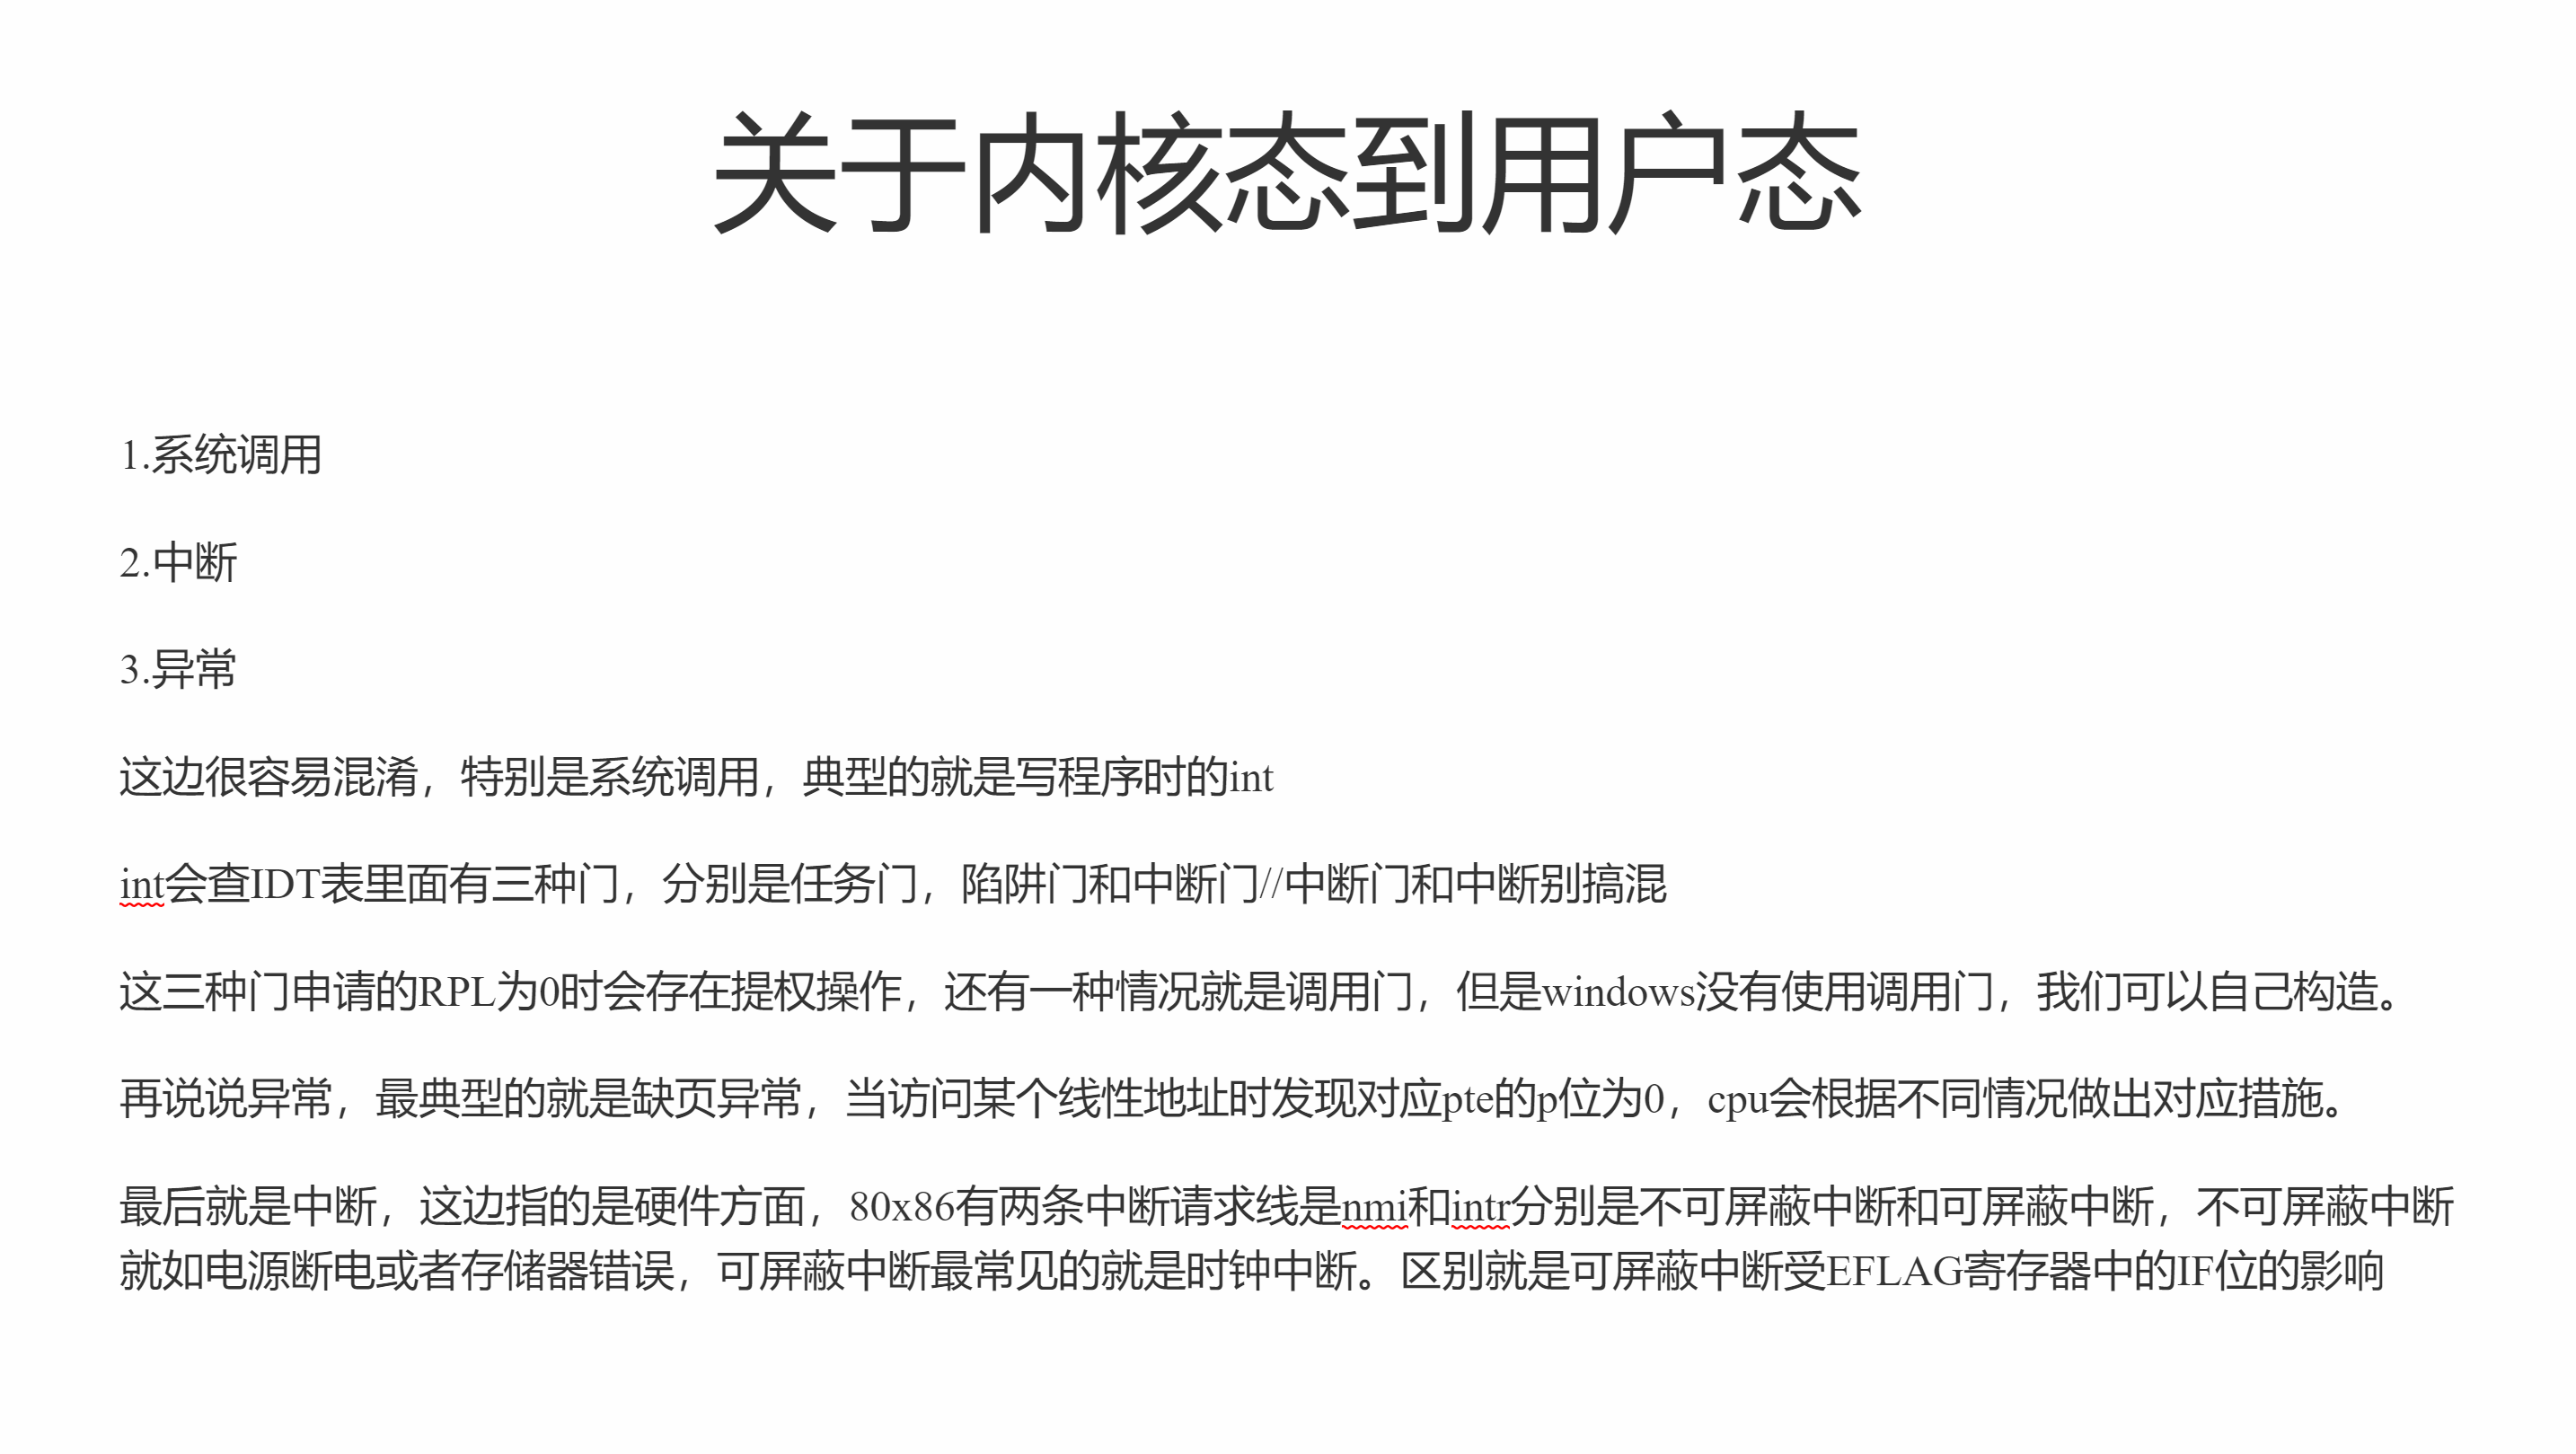 关于内核态到用户态
1.系统调用
2.中断
3.异常
这边很容易混淆，特别是系统调用，典型的就是写程序时的int
int会查IDT表里面有三种门，分别是任务门，陷阱门和中断门//中断门和中断别搞混
这三种门申请的RPL为0时会存在提权操作，还有一种情况就是调用门，但是windows没有使用调用门，我们可以自己构造。
再说说异常，最典型的就是缺页异常，当访问某个线性地址时发现对应pte的p位为0，cpu会根据不同情况做出对应措施。
最后就是中断，这边指的是硬件方面，80x86有两条中断请求线是nmi和intr分别是不可屏蔽中断和可屏蔽中断，不可屏蔽中断
就如电源断电或者存储器错误，可屏蔽中断最常见的就是时钟中断。区别就是可屏蔽中断受EFLAG寄存器中的IF位的影响